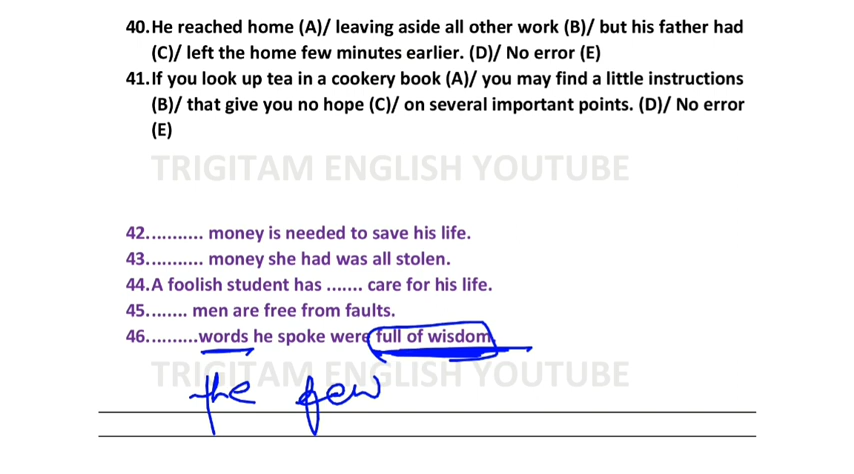 40. He reached home (A)/ leaving aside all other work (B)/ but his father had
(C)/ left the home few minutes earlier. (D)/ No error (E)
41. If you look up tea in a cookery book (A)/ you may find a little instructions
(B)/ that give you no hope (C)/ on several important points. (D)/ No error
(E)
TRIGITAM ENGLISH YOUTUBE
42........... money is needed to save his life.
43........... money she had was all stolen.
44.A foolish student has ....... care for his life.
45........ men are free from faults.
46..........words he spoke were full of wisdom.
TRIGITAM ENGLISH YOUTUBE
the few